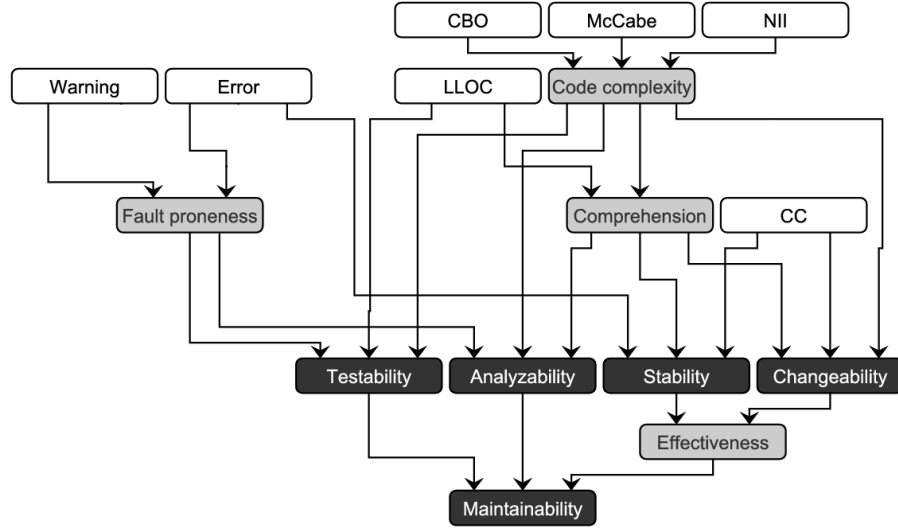 CBO
McCabe
NII
Warning
Error
LLOC
Code complexity
Fault proneness
Comprehension
CC
Testability
Analyzability
Stability
Changeability
Effectiveness
Maintainability